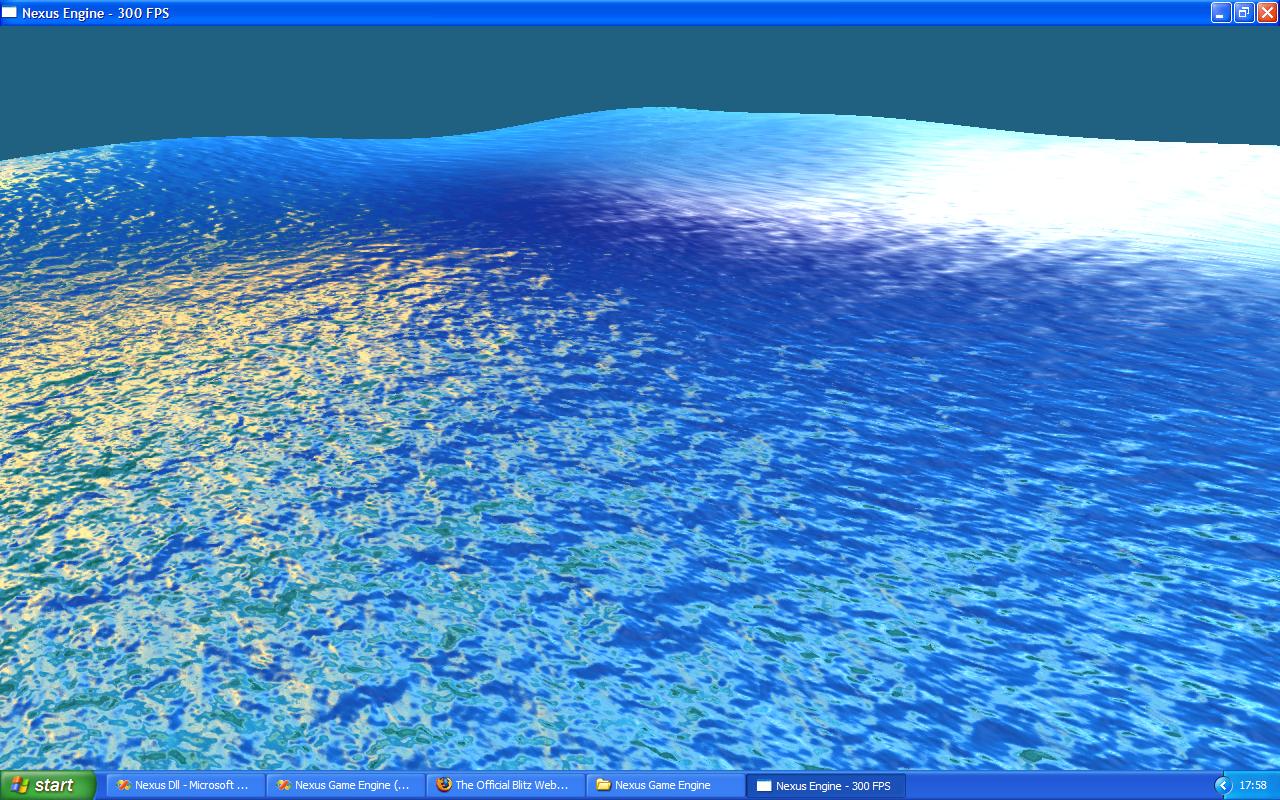 Nexus Engine - 300 FPS
start
Nexus Dll - Microsoft ...
Nexus Game Engine (...
The Official Blitz Web...
Nexus Game Engine
Nexus Engine - 300 FPS
17:58